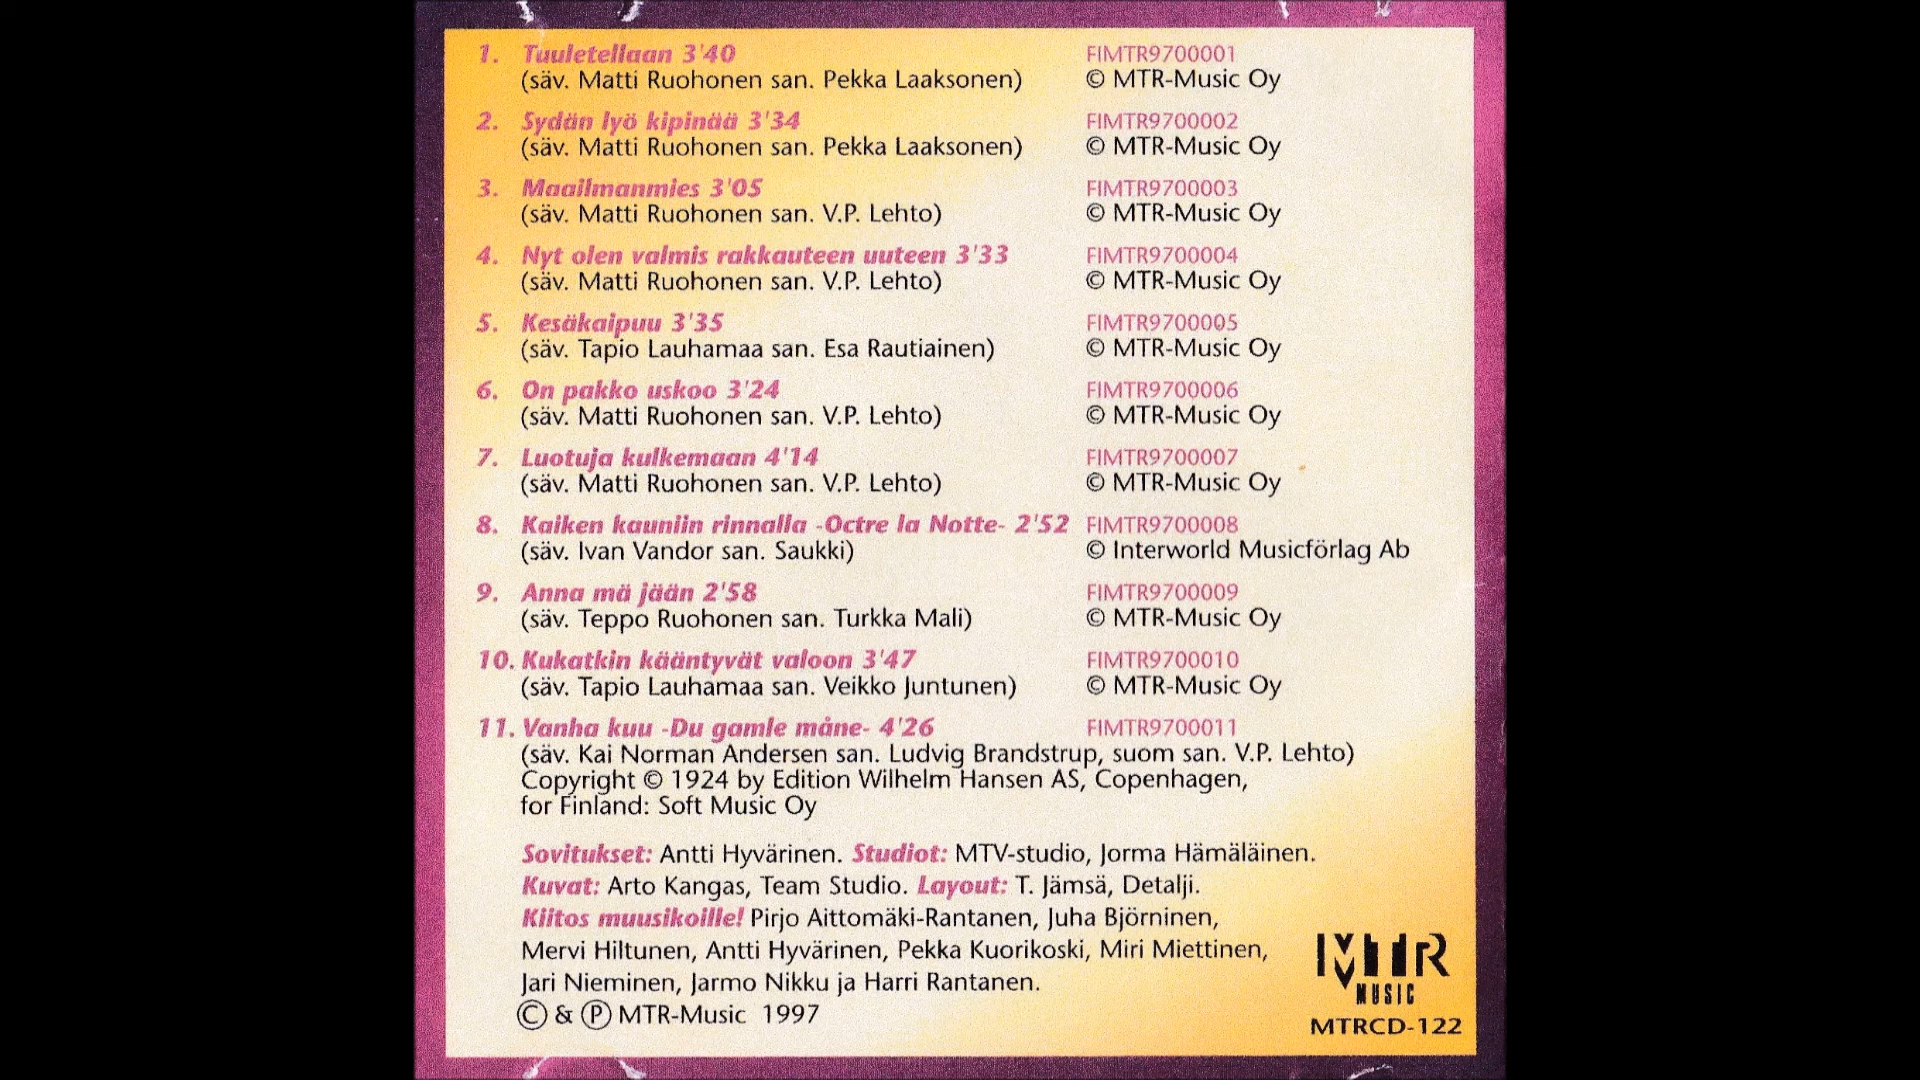 1. Tuuletellaan 3'40 FIMTR9700001
(säv. Matti Ruohonen san. Pekka Laaksonen) © MTR-Music Oy
2. Sydän lyö kipinää 3'34 FIMTR9700002
(säv. Matti Ruohonen san. Pekka Laaksonen) © MTR-Music Oy
3. Maailmanmies 3'05 FIMTR9700003
(säv. Matti Ruohonen san. V.P. Lehto) © MTR-Music Oy
4. Nyt olen valmis rakkauteen uuteen 3'33 FIMTR9700004
(säv. Matti Ruohonen san. V.P. Lehto) © MTR-Music Oy
5. Kesäkaipuu 3'35 FIMTR9700005
(säv. Tapio Lauhamaa san. Esa Rautiainen) © MTR-Music Oy
6. On pakko uskoo 3'24 FIMTR9700006
(säv. Matti Ruohonen san. V.P. Lehto) © MTR-Music Oy
7. Luotuja kulkemaan 4'14 FIMTR9700007
(säv. Matti Ruohonen san. V.P. Lehto) © MTR-Music Oy
8. Kaiken kauniin rinnalla -Octre la Notte- 2'52 FIMTR9700008
(säv. Ivan Vandor san. Saukki) © Interworld Musicförlag Ab
9. Anna mä jään 2'58 FIMTR9700009
(säv. Teppo Ruohonen san. Turkka Mali) © MTR-Music Oy
10. Kukatkin kääntyvät valoon 3'47 FIMTR9700010
(säv. Tapio Lauhamaa san. Veikko Juntunen) © MTR-Music Oy
11. Vanha kuu -Du gamle måne- 4'26 FIMTR9700011
(säv. Kai Norman Andersen san. Ludvig Brandstrup, suom san. V.P. Lehto)
Copyright © 1924 by Edition Wilhelm Hansen AS, Copenhagen,
for Finland: Soft Music Oy
Sovitukset: Antti Hyvärinen. Studiot: MTV-studio, Jorma Hämäläinen.
Kuvat: Arto Kangas, Team Studio. Layout: T. Jämsä, Detalji.
Kiitos muusikoille! Pirjo Aittomäki-Rantanen, Juha Björninen,
Mervi Hiltunen, Antti Hyvärinen, Pekka Kuorikoski, Miri Miettinen,
Jari Nieminen, Jarmo Nikku ja Harri Rantanen.
© & ℗ MTR-Music 1997
MTR
MUSIC
MTRCD-122